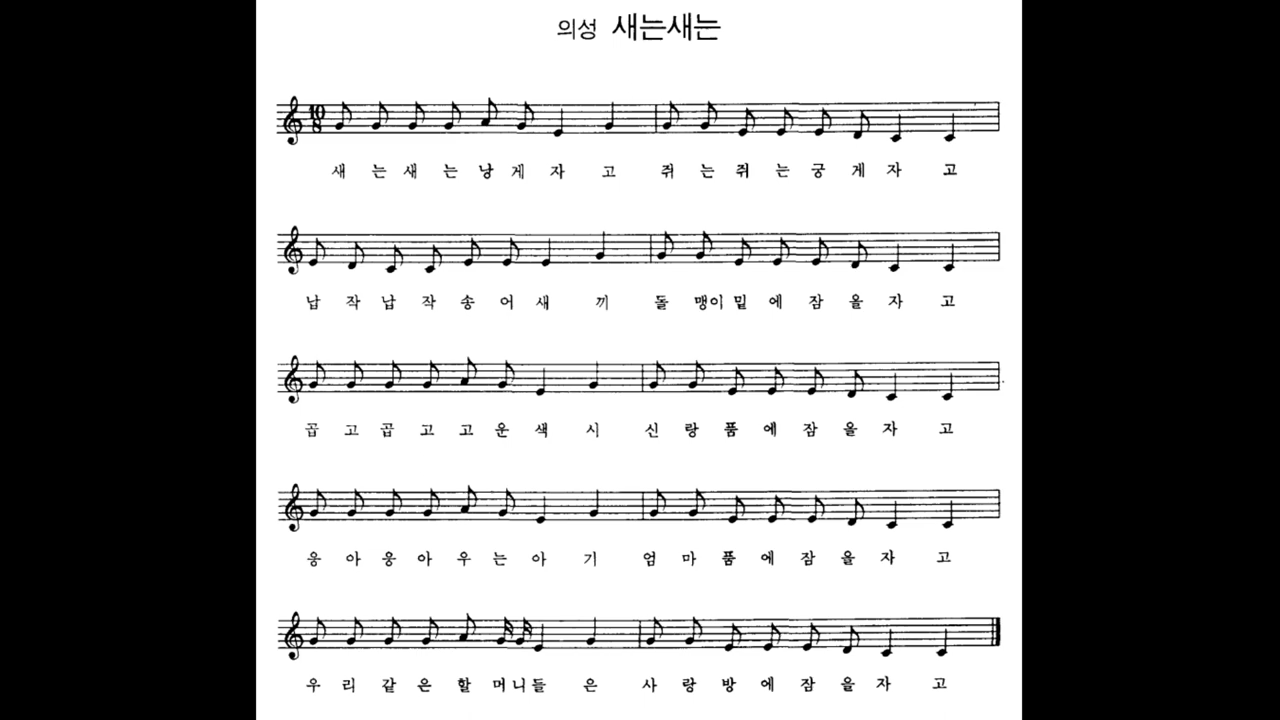 의성 새는새는
10
8
새 는 새 는 낭 게 자 고 쥐 는 쥐 는 궁 게 자 고
납 작 납 작 송 어 새 끼 돌 맹이 밑 에 잠 을 자 고
곱 고 곱 고 고 운 색 시 신 랑 품 에 잠 을 자 고
응 아 응 아 우 는 아 기 엄 마 품 에 잠 을 자 고
우 리 같 은 할 머니 들 은 사 랑 방 에 잠 을 자 고